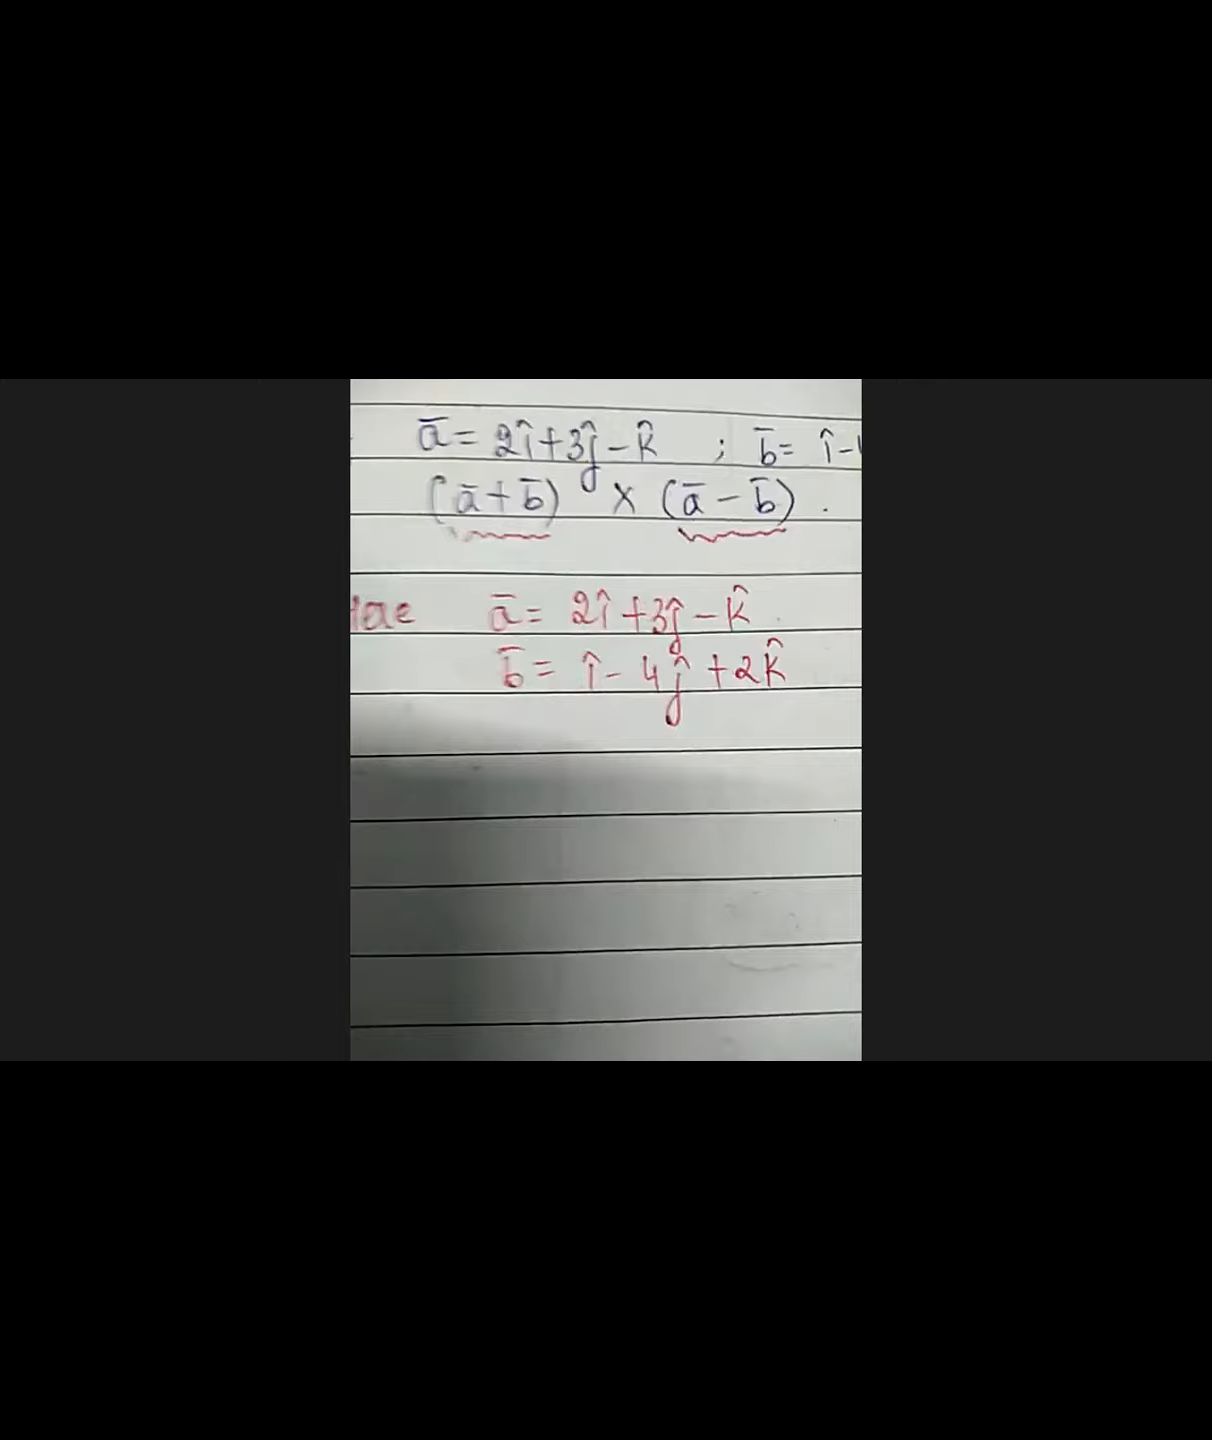 a̅ = 2î + 3ĵ - k̂ ; b̅ = î -
(a̅ + b̅) × (a̅ - b̅) .
a̅ = 2î + 3ĵ - k̂ .
b̅ = î - 4ĵ + 2k̂